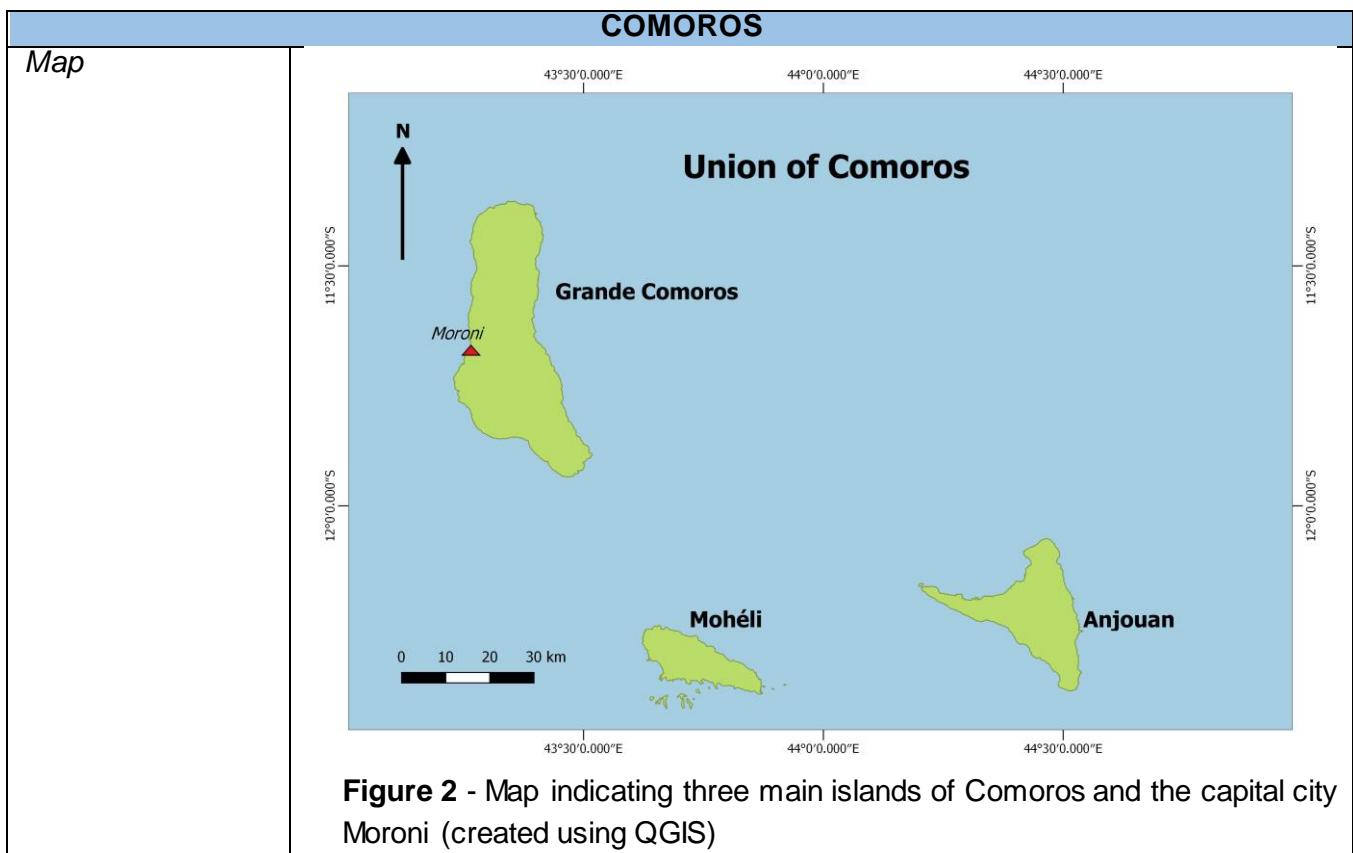 COMOROS
Map
43°30'0.000"E 44°0'0.000"E 44°30'0.000"E
N
Union of Comoros
11°30'0.000"S 11°30'0.000"S
Grande Comoros
Moroni
12°0'0.000"S 12°0'0.000"S
Mohéli
Anjouan
0 10 20 30 km
43°30'0.000"E 44°0'0.000"E 44°30'0.000"E
Figure 2 - Map indicating three main islands of Comoros and the capital city
Moroni (created using QGIS)